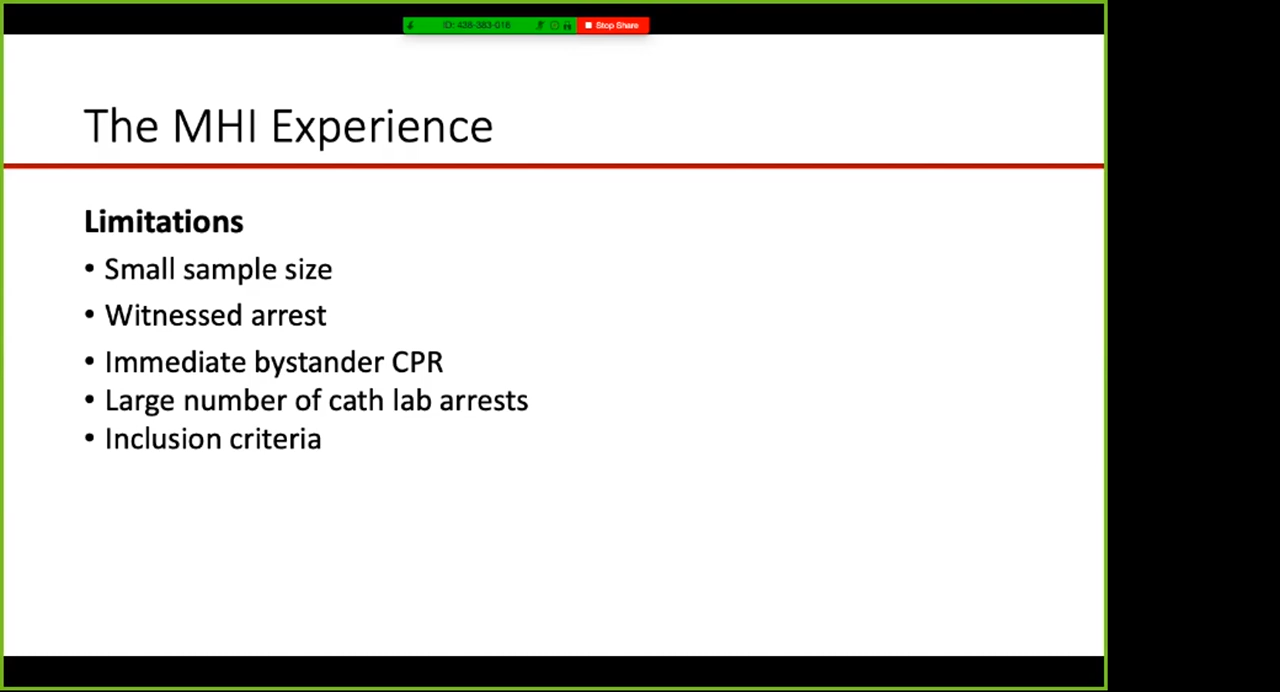 ID: 438-383-018
Stop Share
The MHI Experience
Limitations
• Small sample size
• Witnessed arrest
• Immediate bystander CPR
• Large number of cath lab arrests
• Inclusion criteria